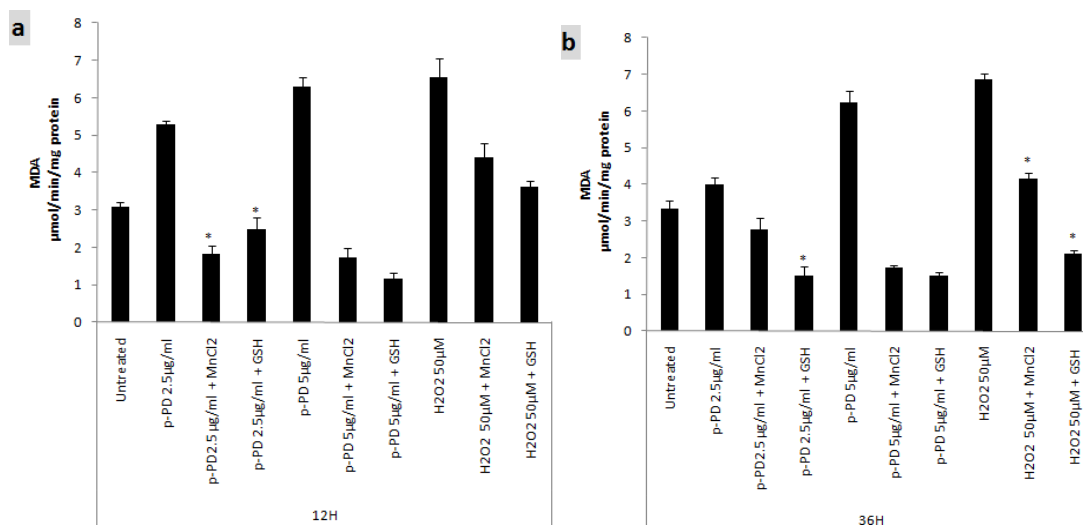 a
MDA
µmol/min/mg protein
8
7
6
5
4
3
2
1
0
*
*
Untreated
p-PD 2.5µg/ml
p-PD2.5 µg/ml + MnCl2
p-PD 2.5µg/ml + GSH
p-PD 5µg/ml
p-PD 5µg/ml + MnCl2
p-PD 5µg/ml + GSH
H2O2 50µM
H2O2 50µM + MnCl2
H2O2 50µM + GSH
12H
b
MDA
µmol/min/mg protein
8
7
6
5
4
3
2
1
0
*
*
*
Untreated
p-PD 2.5µg/ml
p-PD2.5 µg/ml + MnCl2
p-PD 2.5µg/ml + GSH
p-PD 5µg/ml
p-PD 5µg/ml + MnCl2
p-PD 5µg/ml + GSH
H2O2 50µM
H2O2 50µM + MnCl2
H2O2 50µM + GSH
36H